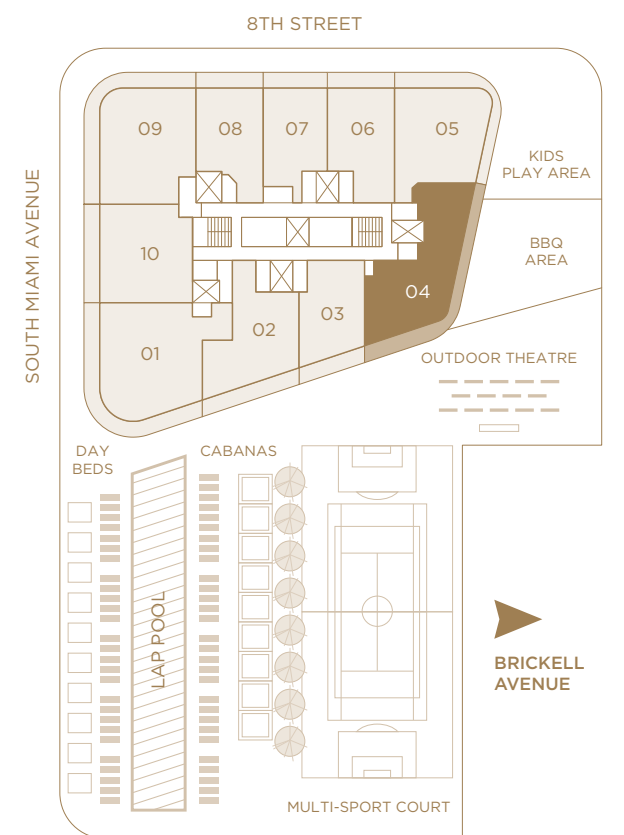 8TH STREET
09
08
07
06
05
KIDS
PLAY AREA
SOUTH MIAMI AVENUE
10
BBQ
AREA
04
03
02
01
OUTDOOR THEATRE
DAY
BEDS
CABANAS
LAP POOL
BRICKELL
AVENUE
MULTI-SPORT COURT